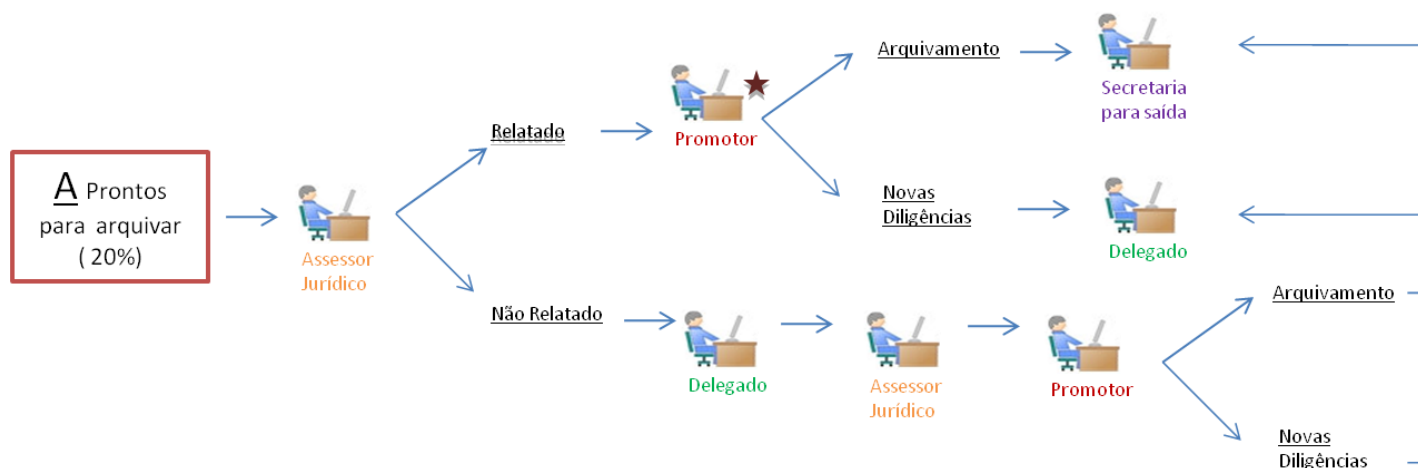 A Prontos
para arquivar
( 20%)
Assessor
Jurídico
Relatado
Promotor
Arquivamento
Secretaria
para saída
Novas
Diligências
Delegado
Não Relatado
Delegado
Assessor
Jurídico
Promotor
Arquivamento
Novas
Diligências